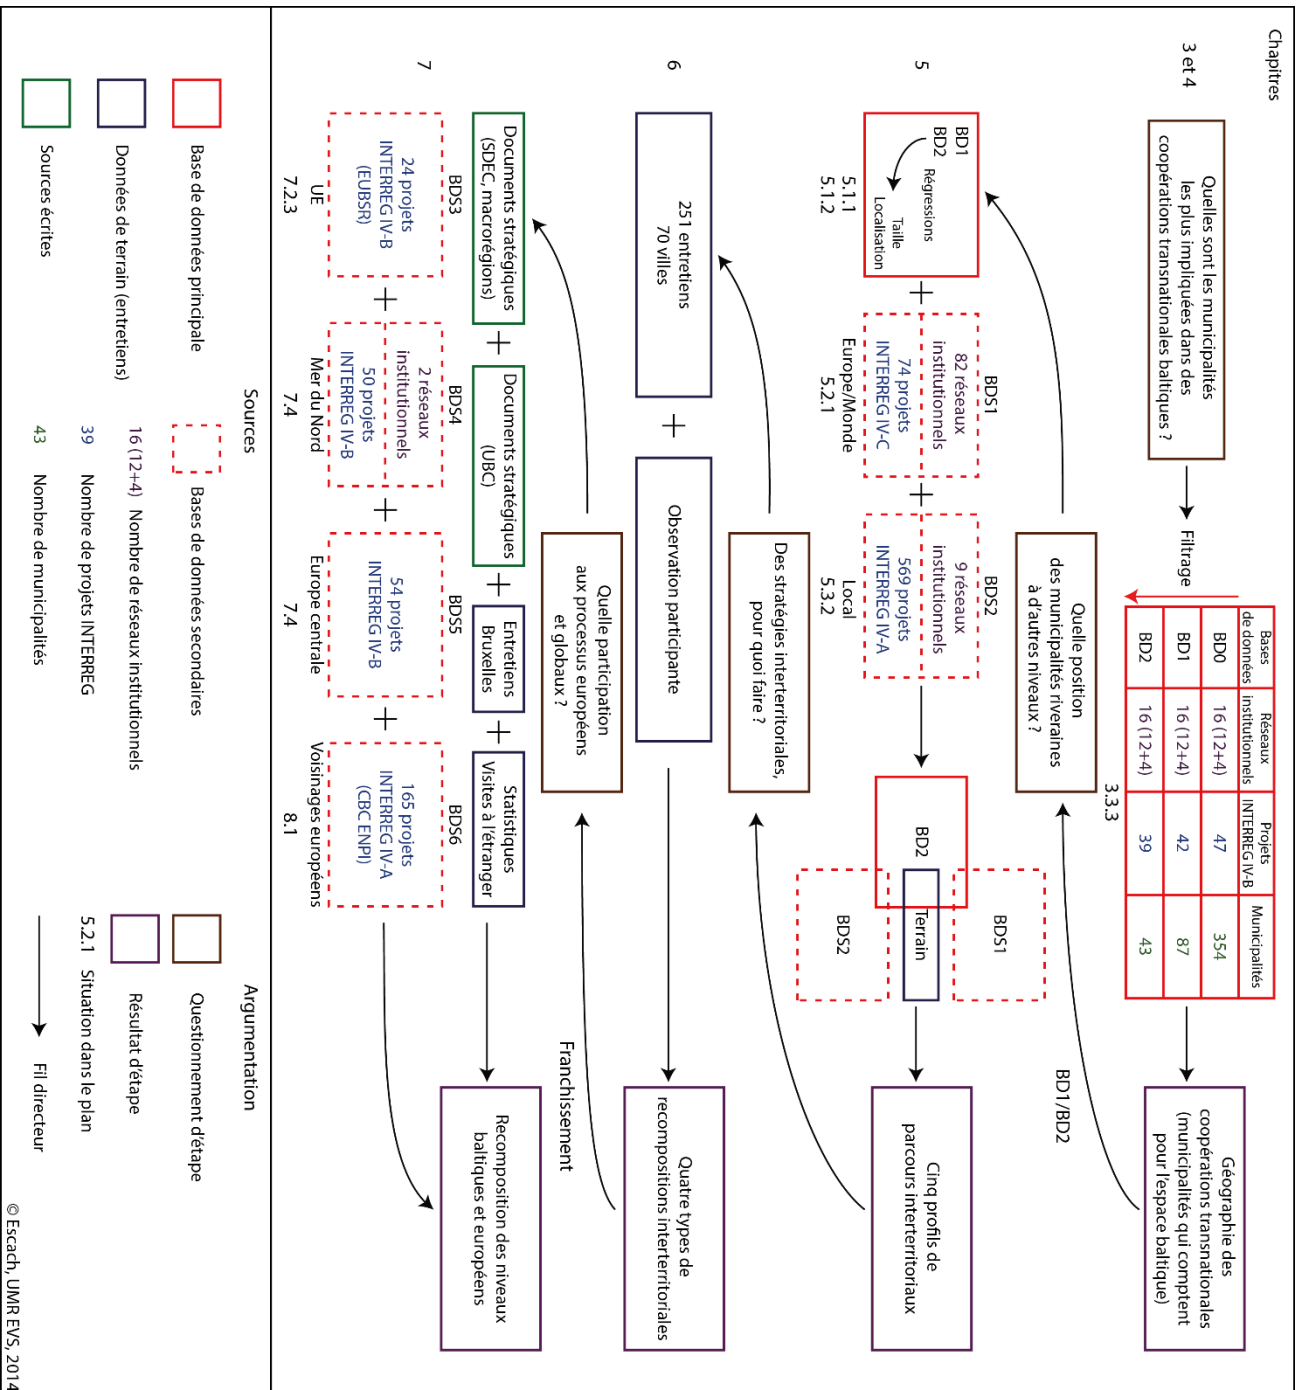 Chapitres
3 et 4
Quelles sont les municipalités
les plus impliquées dans des
coopérations transnationales baltiques ?
Filtrage
Bases
de données
Réseaux
institutionnels
Projets
INTERREG IV-B
Municipalités
BD0
16 (12+4)
47
354
BD1
16 (12+4)
42
87
BD2
16 (12+4)
39
43
3.3.3
Géographie des
coopérations transnationales
(municipalités qui comptent
pour l'espace baltique)
BD1/BD2
Quelle position
des municipalités riveraines
à d'autres niveaux ?
5
BD1
BD2
Régressions
Taille
Localisation
5.1.1
5.1.2
+
BDS1
82 réseaux
institutionnels
74 projets
INTERREG IV-C
Europe/Monde
5.2.1
+
BDS2
9 réseaux
institutionnels
569 projets
INTERREG IV-A
Local
5.3.2
BDS1
BD2
Terrain
BDS2
Cinq profils de
parcours interterritoriaux
Des stratégies interterritoriales,
pour quoi faire ?
6
251 entretiens
70 villes
+
Observation participante
Quatre types de
recompositions interterritoriales
Franchissement
Quelle participation
aux processus européens
et globaux ?
7
Documents stratégiques
(SDEC, macrorégions)
+
Documents stratégiques
(UBC)
+
Entretiens
Bruxelles
+
Statistiques
Visites à l'étranger
BDS3
24 projets
INTERREG IV-B
(EUBSR)
UE
7.2.3
+
BDS4
2 réseaux
institutionnels
50 projets
INTERREG IV-B
Mer du Nord
7.4
+
BDS5
54 projets
INTERREG IV-B
Europe centrale
7.4
+
BDS6
165 projets
INTERREG IV-A
(CBC ENPI)
Voisinages européens
8.1
Recomposition des niveaux
baltiques et européens
Sources
Base de données principale
Données de terrain (entretiens)
Sources écrites
Bases de données secondaires
16 (12+4) Nombre de réseaux institutionnels
39 Nombre de projets INTERREG
43 Nombre de municipalités
Argumentation
Questionnement d'étape
Résultat d'étape
5.2.1 Situation dans le plan
Fil directeur
© Escach, UMR EVS, 2014